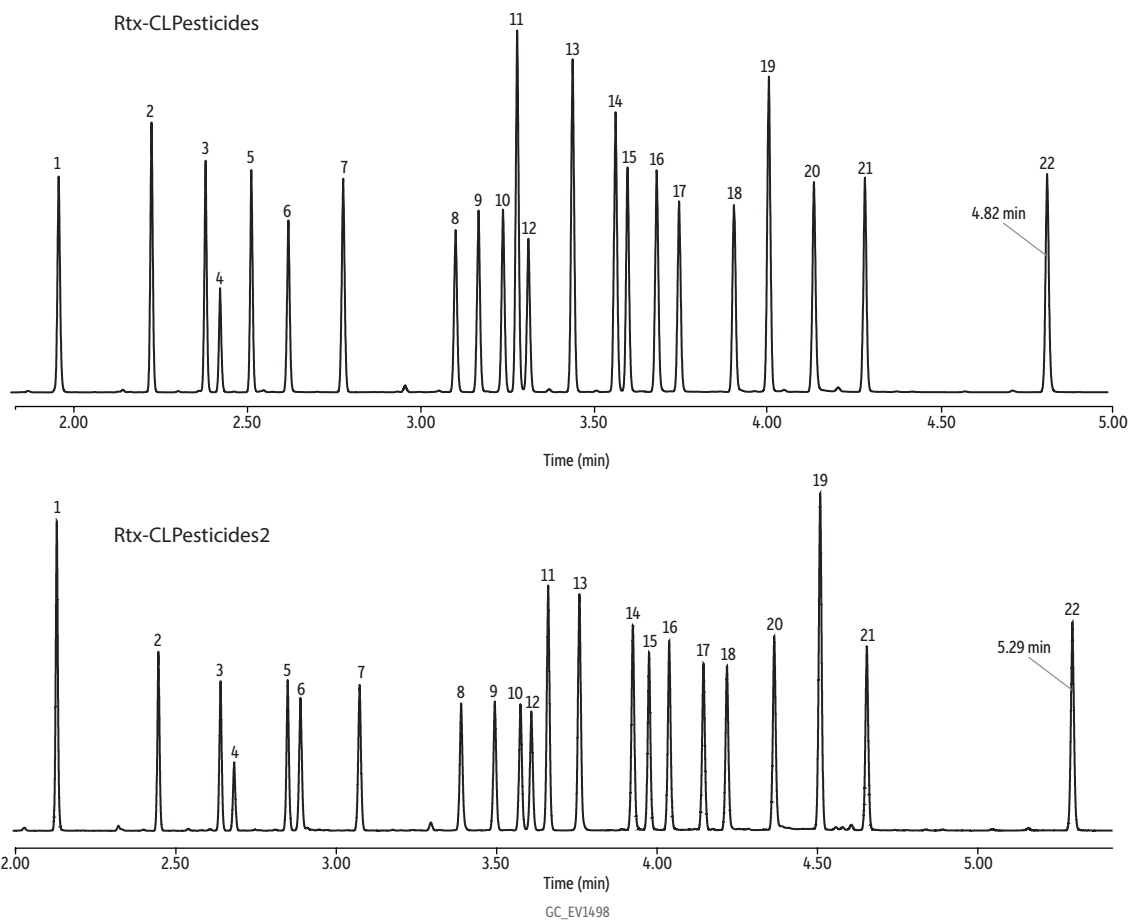 Rtx-CLPesticides
1 2 3 4 5 6 7 8 9 10 11 12 13 14 15 16 17 18 19 20 21 22
4.82 min
2.00 2.50 3.00 3.50 4.00 4.50 5.00
Time (min)
Rtx-CLPesticides2
1 2 3 4 5 6 7 8 9 10 12 11 13 14 15 16 17 18 20 19 21 22
5.29 min
2.00 2.50 3.00 3.50 4.00 4.50 5.00
Time (min)
GC_EV1498